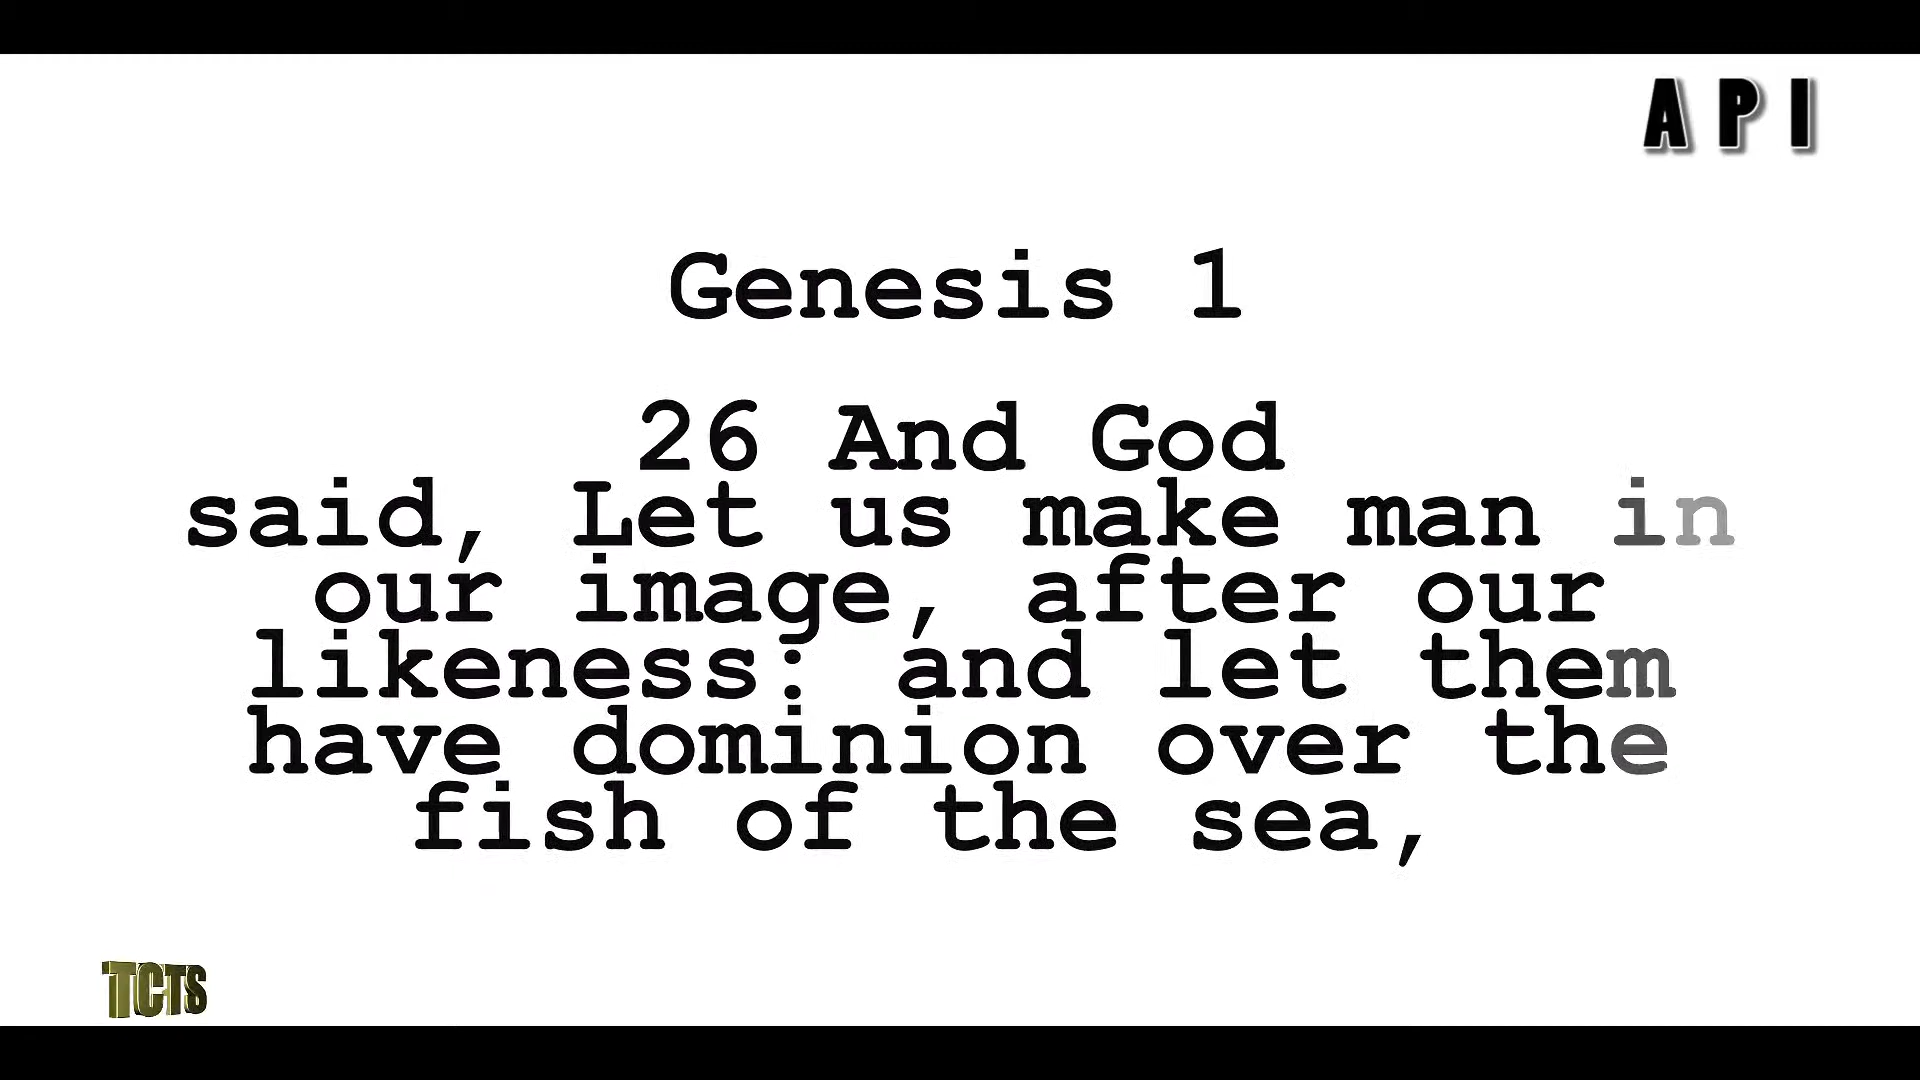 A P I
Genesis 1
26 And God
said, Let us make man in
our image, after our
likeness: and let them
have dominion over the
fish of the sea,
TCTS